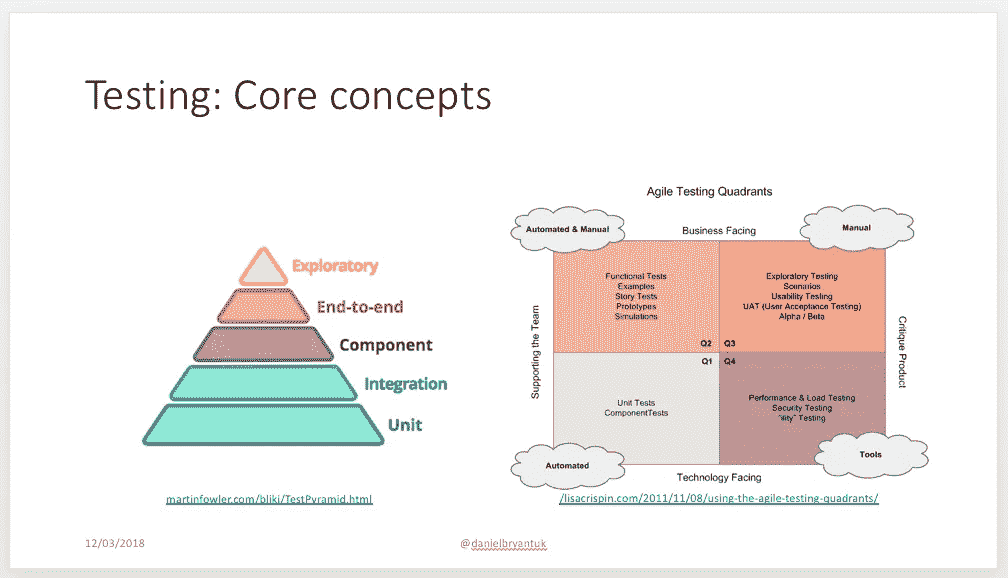 Testing: Core concepts
Exploratory
End-to-end
Component
Integration
Unit
martinfowler.com/bliki/TestPyramid.html
Agile Testing Quadrants
Automated & Manual
Business Facing
Manual
Functional Tests
Examples
Story Tests
Prototypes
Simulations
Exploratory Testing
Scenarios
Usability Testing
UAT (User Acceptance Testing)
Alpha / Beta
Supporting the Team
Critique Product
Q2 Q3
Q1 Q4
Unit Tests
ComponentTests
Performance & Load Testing
Security Testing
"ility" Testing
Automated
Tools
Technology Facing
/lisacrispin.com/2011/11/08/using-the-agile-testing-quadrants/
12/03/2018
@danielbryantuk